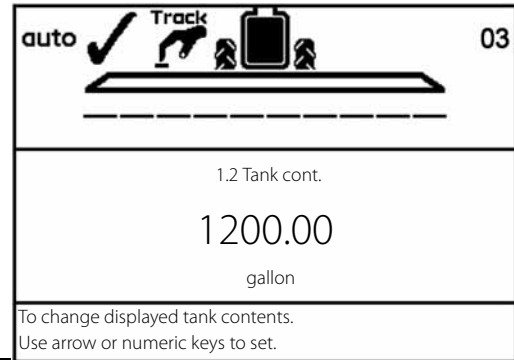 auto Track 03
1.2 Tank cont.
1200.00
gallon
To change displayed tank contents.
Use arrow or numeric keys to set.